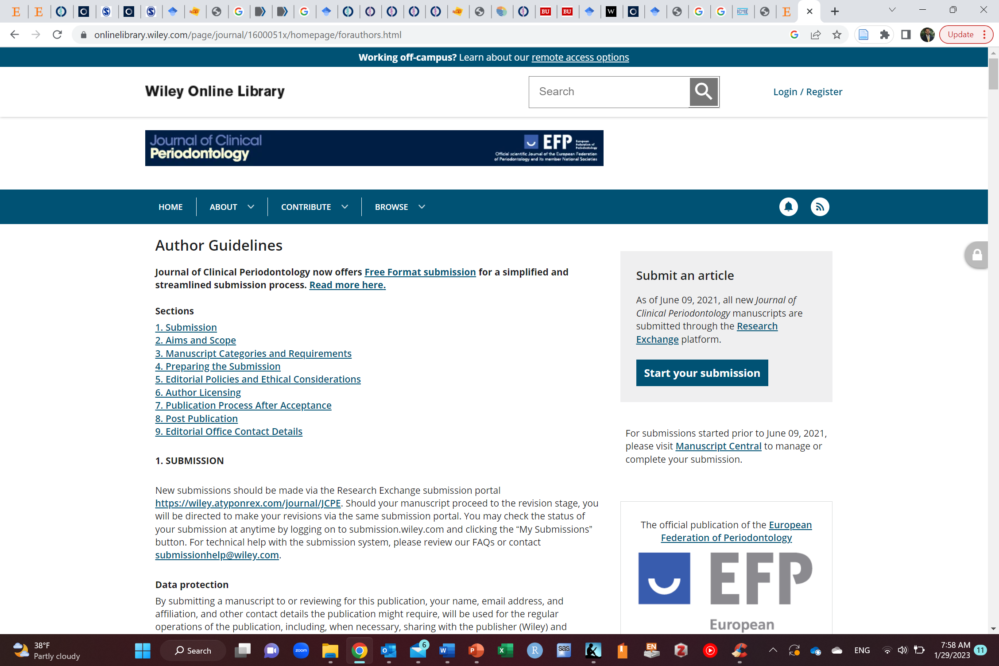 onlinelibrary.wiley.com/page/journal/1600051x/homepage/forauthors.html
Update
Working off-campus? Learn about our remote access options
Wiley Online Library
Search
Login / Register
Journal of Clinical
Periodontology
EFP
European
Federation of
Periodontology
Official scientific Journal of the European Federation
of Periodontology and its member National Societies
HOME
ABOUT
CONTRIBUTE
BROWSE
Author Guidelines
Journal of Clinical Periodontology now offers Free Format submission for a simplified and
streamlined submission process. Read more here.
Sections
1. Submission
2. Aims and Scope
3. Manuscript Categories and Requirements
4. Preparing the Submission
5. Editorial Policies and Ethical Considerations
6. Author Licensing
7. Publication Process After Acceptance
8. Post Publication
9. Editorial Office Contact Details
1. SUBMISSION
New submissions should be made via the Research Exchange submission portal
https://wiley.atyponrex.com/journal/JCPE. Should your manuscript proceed to the revision stage, you
will be directed to make your revisions via the same submission portal. You may check the status of
your submission at anytime by logging on to submission.wiley.com and clicking the “My Submissions”
button. For technical help with the submission system, please review our FAQs or contact
submissionhelp@wiley.com.
Data protection
By submitting a manuscript to or reviewing for this publication, your name, email address, and
affiliation, and other contact details the publication might require, will be used for the regular
operations of the publication, including, when necessary, sharing with the publisher (Wiley) and
Submit an article
As of June 09, 2021, all new Journal of
Clinical Periodontology manuscripts are
submitted through the Research
Exchange platform.
Start your submission
For submissions started prior to June 09, 2021,
please visit Manuscript Central to manage or
complete your submission.
The official publication of the European
Federation of Periodontology
EFP
European
38°F
Partly cloudy
Search
zoom
6
EN
sas
ENG
7:58 AM
1/29/2023
11